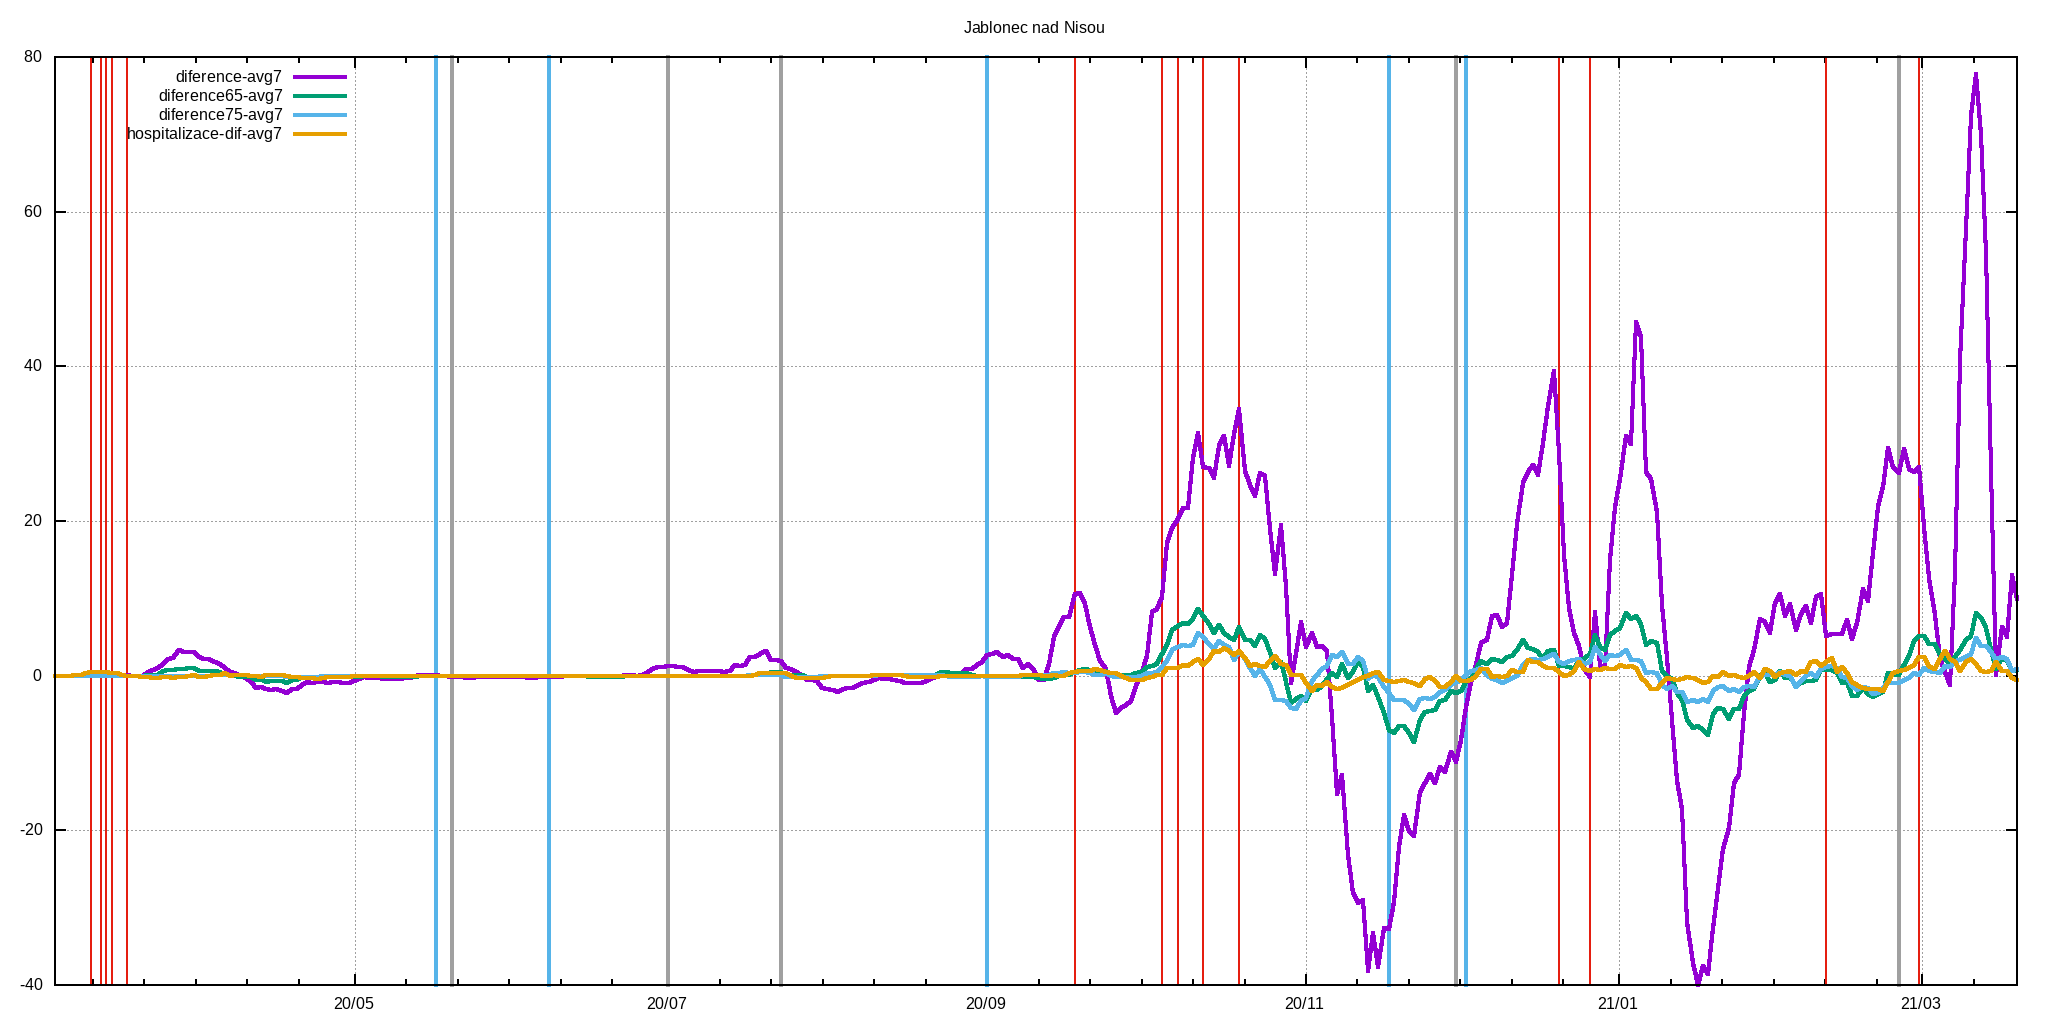 Jablonec nad Nisou
80
60
40
20
0
-20
-40
diference-avg7
diference65-avg7
diference75-avg7
hospitalizace-dif-avg7
20/05
20/07
20/09
20/11
21/01
21/03